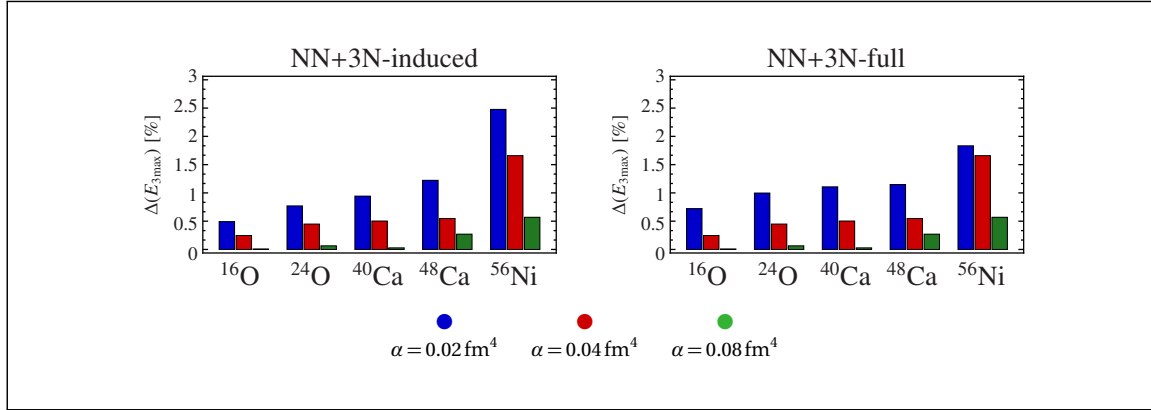 NN+3N-induced
3
2.5
2
1.5
1
0.5
0
Δ(E₃ₘₐₓ) [%]
¹⁶O ²⁴O ⁴⁰Ca ⁴⁸Ca ⁵⁶Ni
NN+3N-full
3
2.5
2
1.5
1
0.5
0
Δ(E₃ₘₐₓ) [%]
¹⁶O ²⁴O ⁴⁰Ca ⁴⁸Ca ⁵⁶Ni
α = 0.02 fm⁴ α = 0.04 fm⁴ α = 0.08 fm⁴